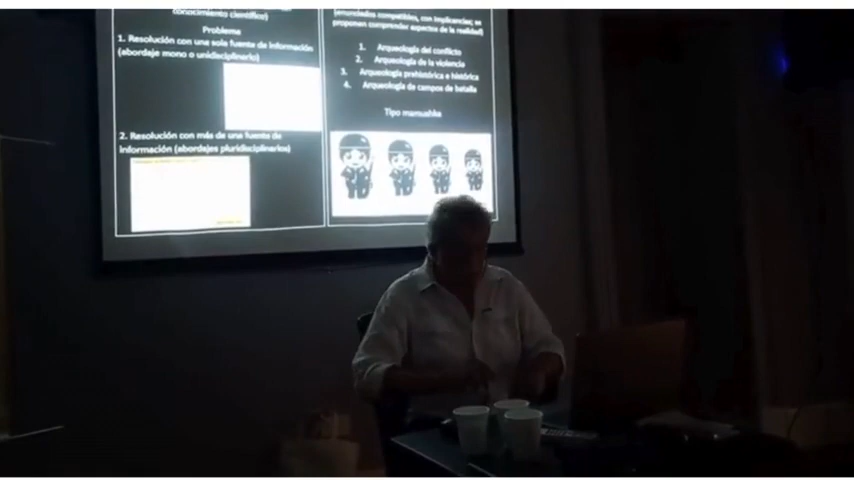 conocimiento científico)
Probleme
1. Resolución con una sola fuente de información
(abordaje mono o unidisciplinario)
2. Resolución con más de una fuente de
información (abordajes pluridisciplinarios)
(enunciados compatibles, con implicancias; se
proponen comprender aspectos de la realidad)
1. Arqueología del conflicto
2. Arqueología de la violencia
3. Arqueología prehistórica e histórica
4. Arqueología de campos de batalla
Tipo mamushka